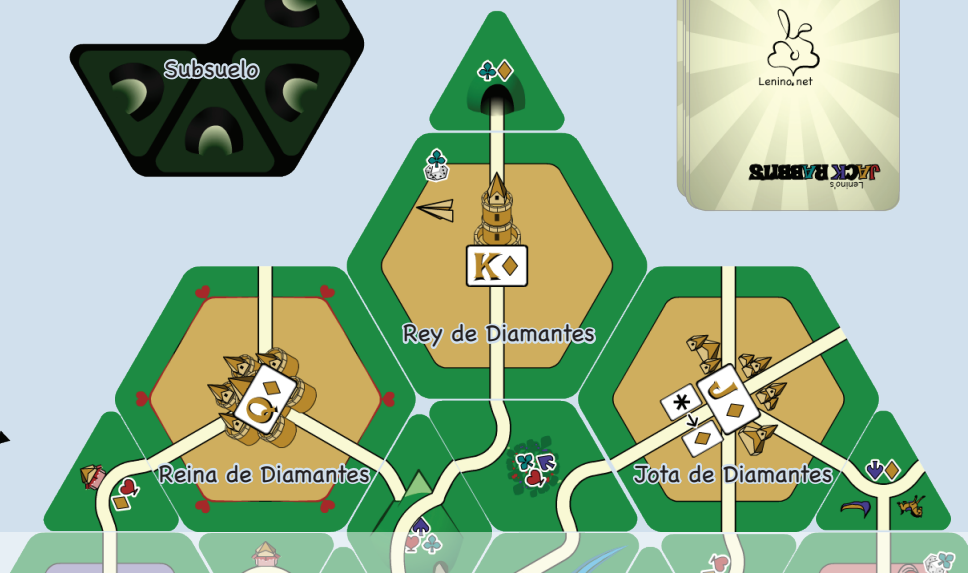 Subsuelo
Lenino.net
Lenino's
JACK RABBITS
K
Rey de Diamantes
Q
Reina de Diamantes
J
*
Jota de Diamantes